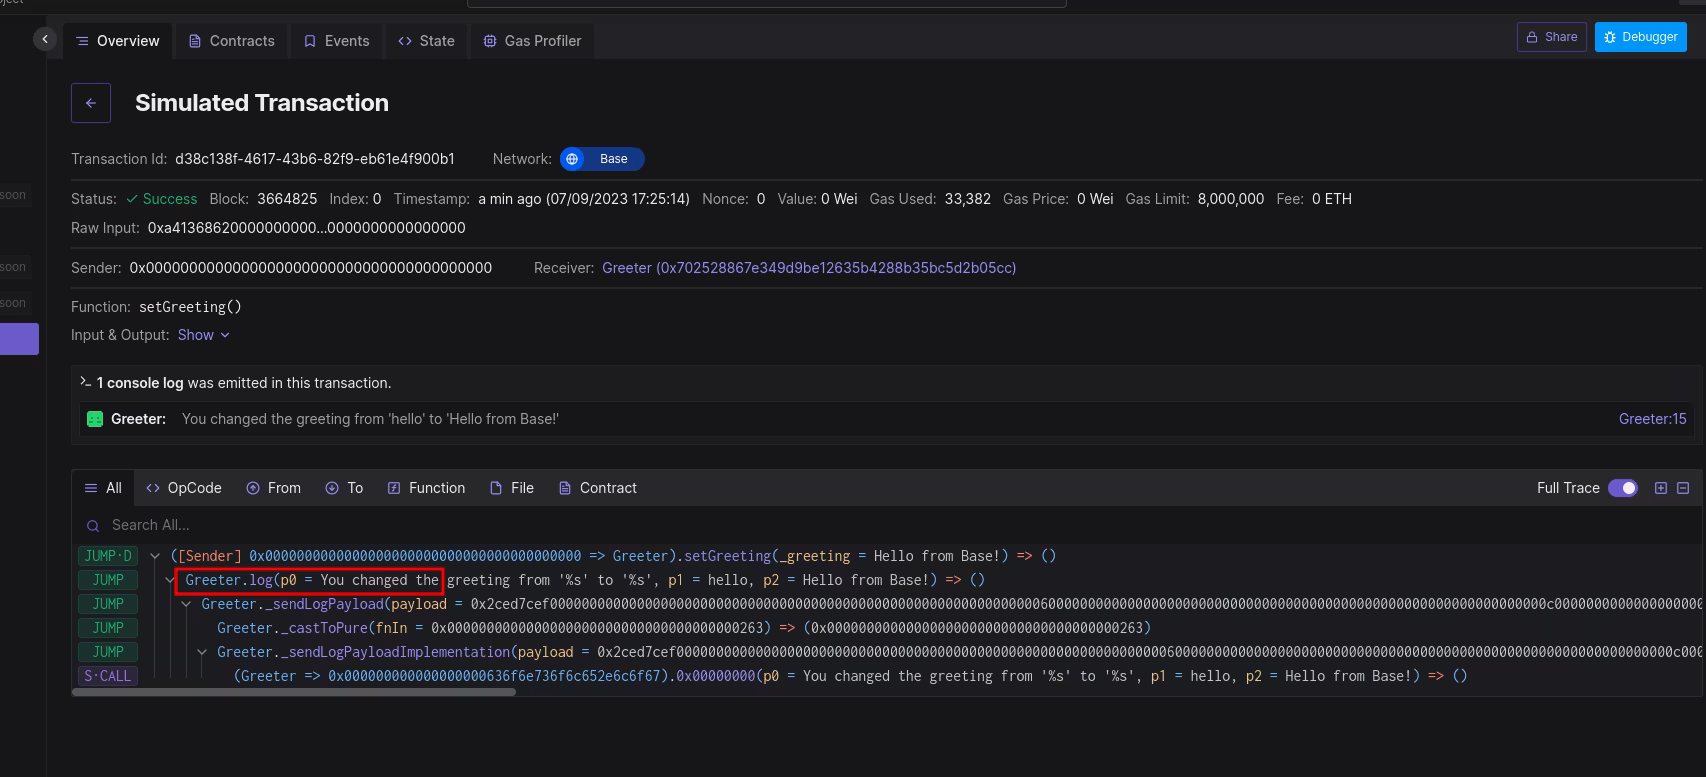 Overview Contracts Events State Gas Profiler Share Debugger
Simulated Transaction
Transaction Id: d38c138f-4617-43b6-82f9-eb61e4f900b1 Network: Base
soon
Status: Success Block: 3664825 Index: 0 Timestamp: a min ago (07/09/2023 17:25:14) Nonce: 0 Value: 0 Wei Gas Used: 33,382 Gas Price: 0 Wei Gas Limit: 8,000,000 Fee: 0 ETH
Raw Input: 0xa41368620000000000...0000000000000000
soon
Sender: 0x0000000000000000000000000000000000000000 Receiver: Greeter (0x702528867e349d9be12635b4288b35bc5d2b05cc)
soon
Function: setGreeting()
Input & Output: Show
>_ 1 console log was emitted in this transaction.
Greeter: You changed the greeting from 'hello' to 'Hello from Base!' Greeter:15
All OpCode From To Function File Contract Full Trace
Search All...
JUMP·D ([Sender] 0x0000000000000000000000000000000000000000 => Greeter).setGreeting(_greeting = Hello from Base!) => ()
JUMP Greeter.log(p0 = You changed the greeting from '%s' to '%s', p1 = hello, p2 = Hello from Base!) => ()
JUMP Greeter._sendLogPayload(payload =
JUMP Greeter._castToPure(fnIn = 0x0000000000000000000000000000000000000263) => (0x0000000000000000000000000000000000000263)
JUMP Greeter._sendLogPayloadImplementation(payload =
S·CALL (Greeter => 0x000000000000000000636f6e736f6c652e6c6f67).0x00000000(p0 = You changed the greeting from '%s' to '%s', p1 = hello, p2 = Hello from Base!) => ()